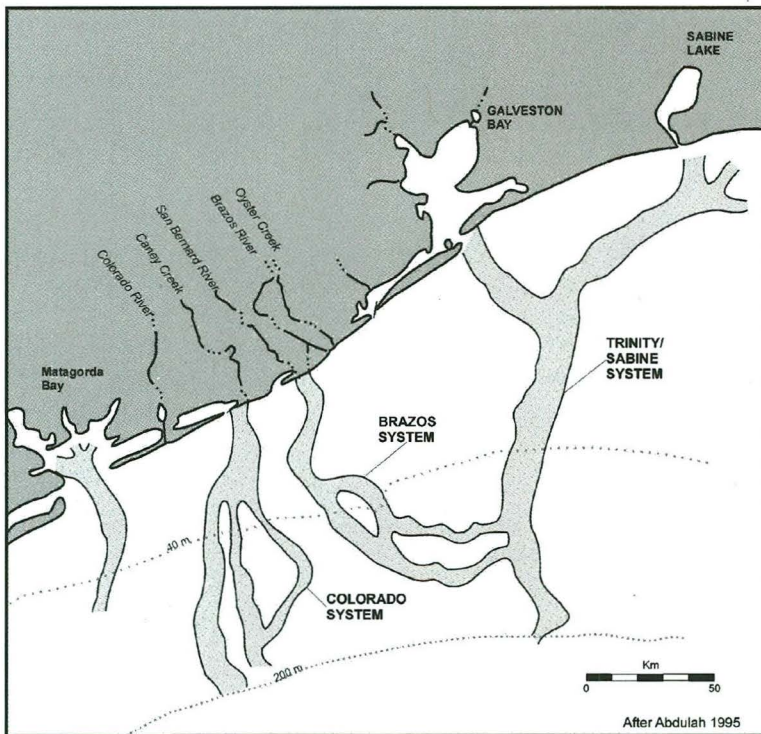 SABINE
LAKE
GALVESTON
BAY
Oyster Creek
Brazos River
San Bernard River
Caney Creek
Colorado River
Matagorda
Bay
TRINITY/
SABINE
SYSTEM
BRAZOS
SYSTEM
40 m.
COLORADO
SYSTEM
200 m.
Km
0 50
After Abdulah 1995